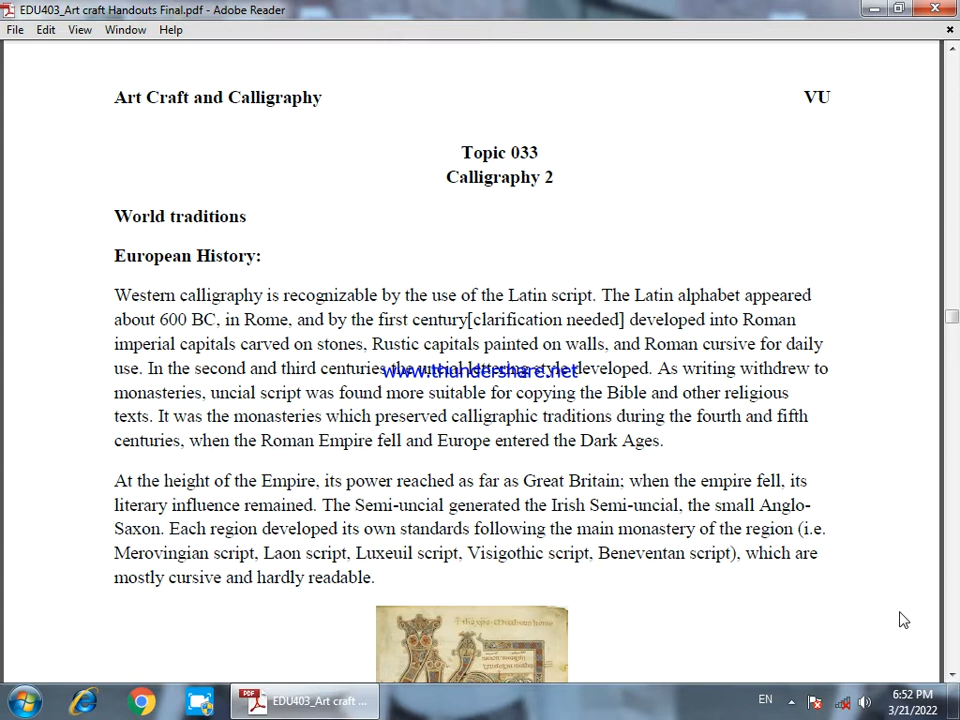 EDU403_Art craft Handouts Final.pdf - Adobe Reader
File Edit View Window Help
Art Craft and Calligraphy VU
Topic 033
Calligraphy 2
World traditions
European History:
Western calligraphy is recognizable by the use of the Latin script. The Latin alphabet appeared
about 600 BC, in Rome, and by the first century[clarification needed] developed into Roman
imperial capitals carved on stones, Rustic capitals painted on walls, and Roman cursive for daily
use. In the second and third centuries the uncial lettering style developed. As writing withdrew to
www.thundershare.net
monasteries, uncial script was found more suitable for copying the Bible and other religious
texts. It was the monasteries which preserved calligraphic traditions during the fourth and fifth
centuries, when the Roman Empire fell and Europe entered the Dark Ages.
At the height of the Empire, its power reached as far as Great Britain; when the empire fell, its
literary influence remained. The Semi-uncial generated the Irish Semi-uncial, the small Anglo-
Saxon. Each region developed its own standards following the main monastery of the region (i.e.
Merovingian script, Laon script, Luxeuil script, Visigothic script, Beneventan script), which are
mostly cursive and hardly readable.
PDF
EDU403_Art craft ...
EN
6:52 PM
3/21/2022